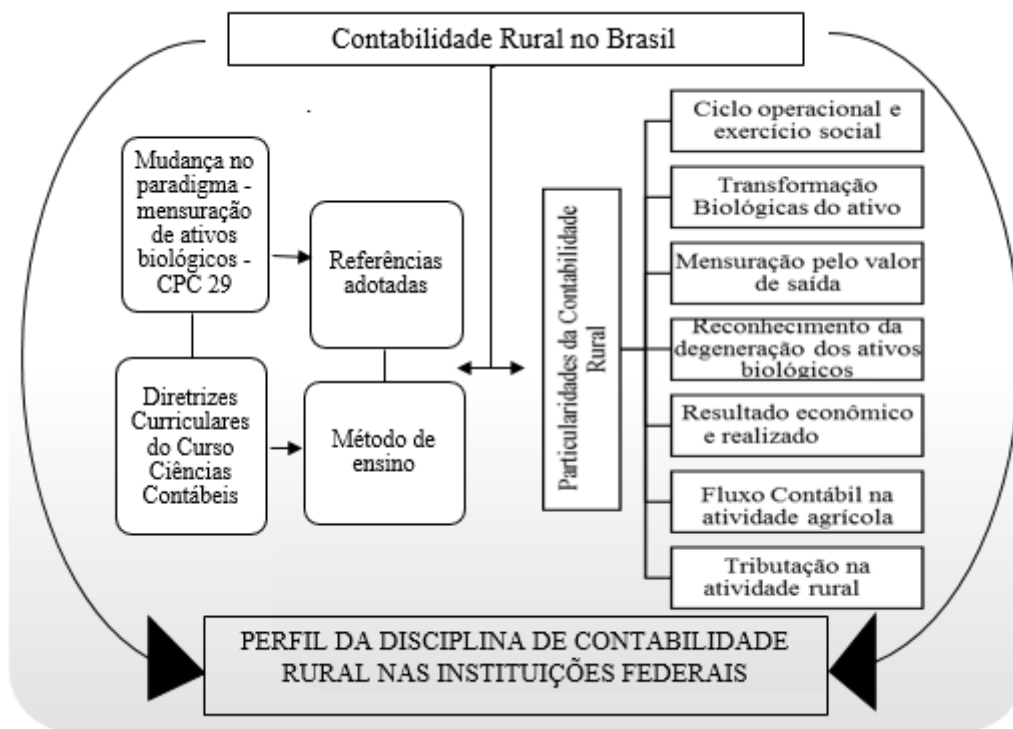 Contabilidade Rural no Brasil
Mudança no
paradigma -
mensuração
de ativos
biológicos -
CPC 29
Referências
adotadas
Diretrizes
Curriculares
do Curso
Ciências
Contábeis
Método de
ensino
Particularidades da Contabilidade
Rural
Ciclo operacional e
exercício social
Transformação
Biológicas do ativo
Mensuração pelo valor
de saída
Reconhecimento da
degeneração dos ativos
biológicos
Resultado econômico
e realizado
Fluxo Contábil na
atividade agrícola
Tributação na
atividade rural
PERFIL DA DISCIPLINA DE CONTABILIDADE
RURAL NAS INSTITUIÇÕES FEDERAIS